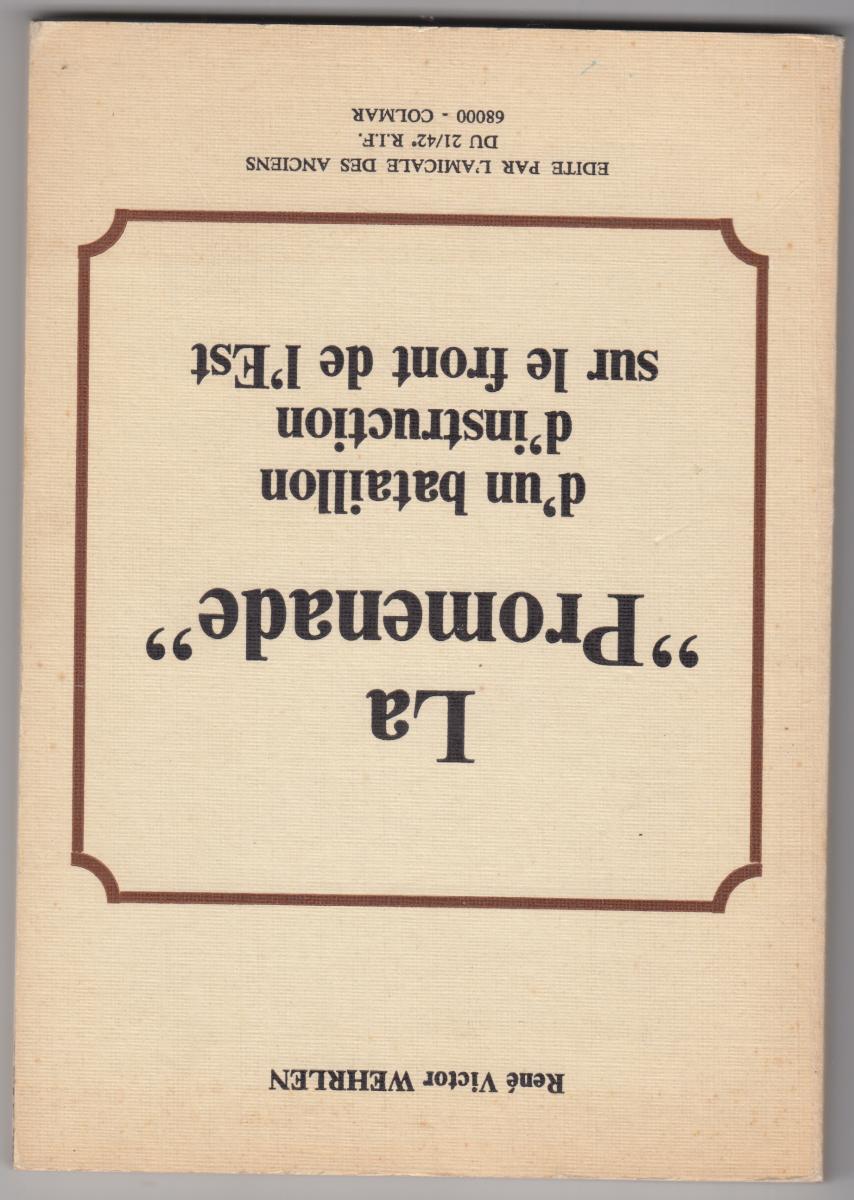 René Victor WEHRLEN
La
"Promenade"
d'un bataillon
d'instruction
sur le front de l'Est
EDITE PAR L'AMICALE DES ANCIENS
DU 21/42e R.I.F.
68000 - COLMAR